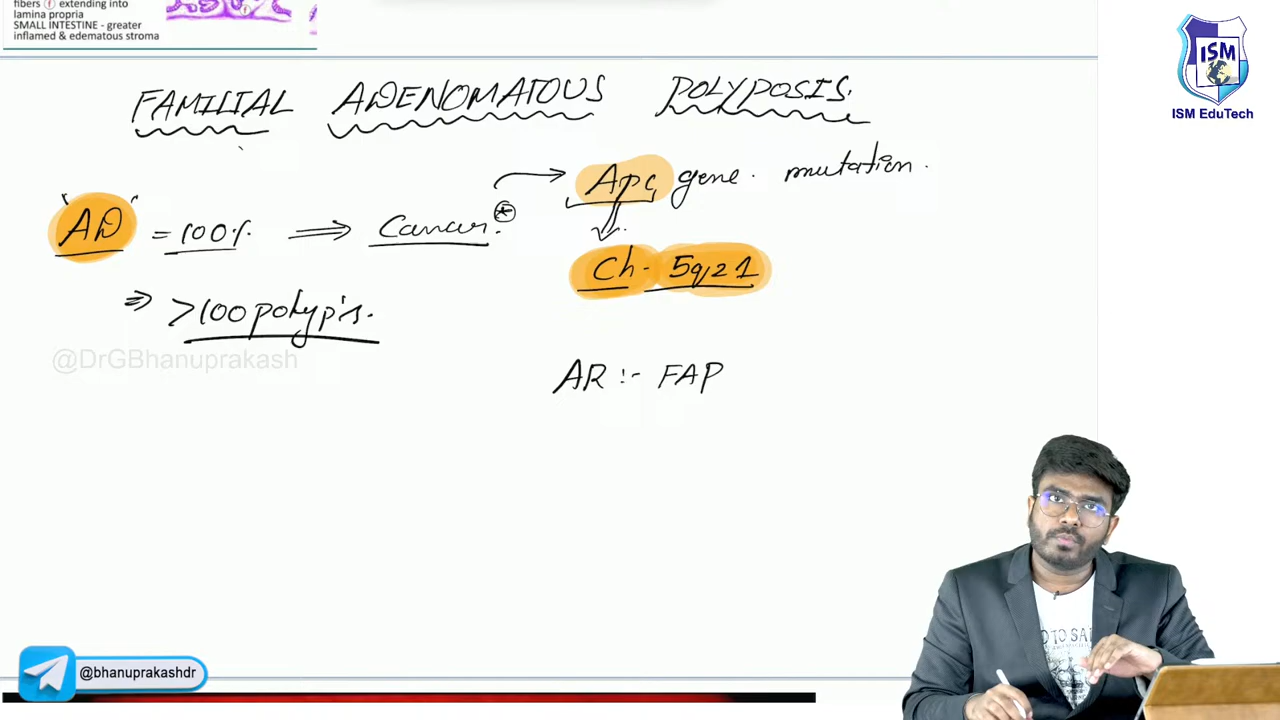 fibers f extending into
lamina propria
SMALL INTESTINE - greater
inflamed & edematous stroma
ISM
ISM EduTech
FAMILIAL ADENOMATOUS POLYPOSIS.
"AD" = 100% ⇒ Cancer. → Apc gene. mutation.
⇒ >100 polypis.
Ch. 5q21
@DrGBhanuprakash
AR :- FAP
@bhanuprakashdr